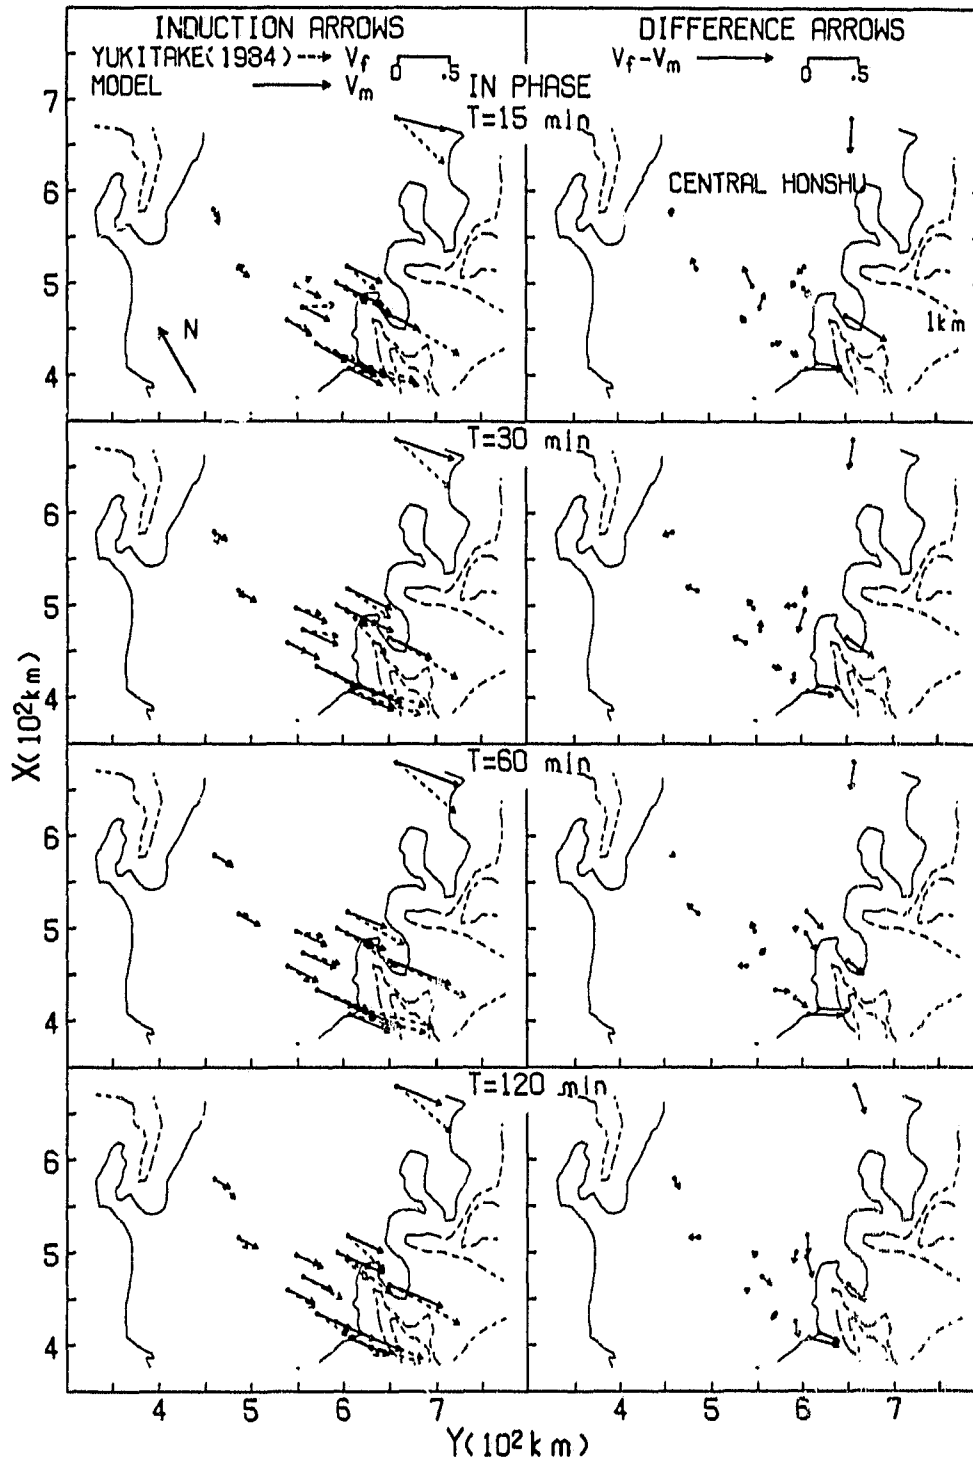 INDUCTION ARROWS
YUKITAKE(1984) Vf
MODEL Vm
0 .5
IN PHASE
DIFFERENCE ARROWS
Vf-Vm
0 .5
T=15 min
CENTRAL HONSHU
N
1km
7
6
5
4
T=30 min
6
5
4
T=60 min
6
5
4
T=120 min
6
5
4
X(10²km)
4 5 6 7 4 5 6 7
Y(10²km)